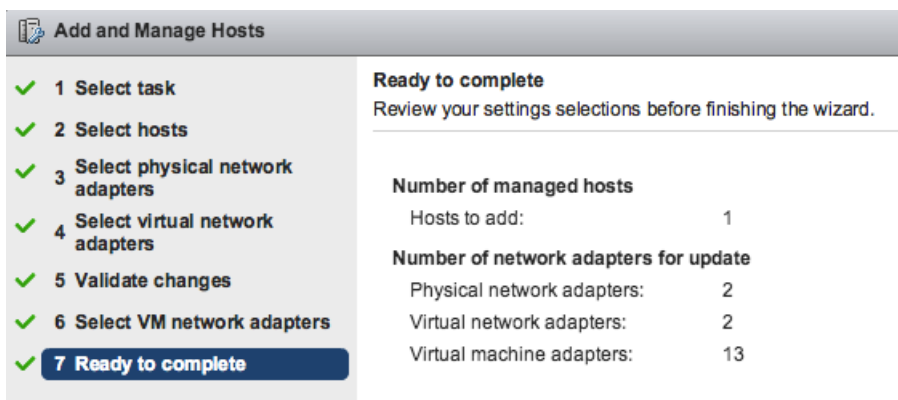 Add and Manage Hosts
1 Select task
2 Select hosts
3 Select physical network
adapters
4 Select virtual network
adapters
5 Validate changes
6 Select VM network adapters
7 Ready to complete
Ready to complete
Review your settings selections before finishing the wizard.
Number of managed hosts
Hosts to add: 1
Number of network adapters for update
Physical network adapters: 2
Virtual network adapters: 2
Virtual machine adapters: 13